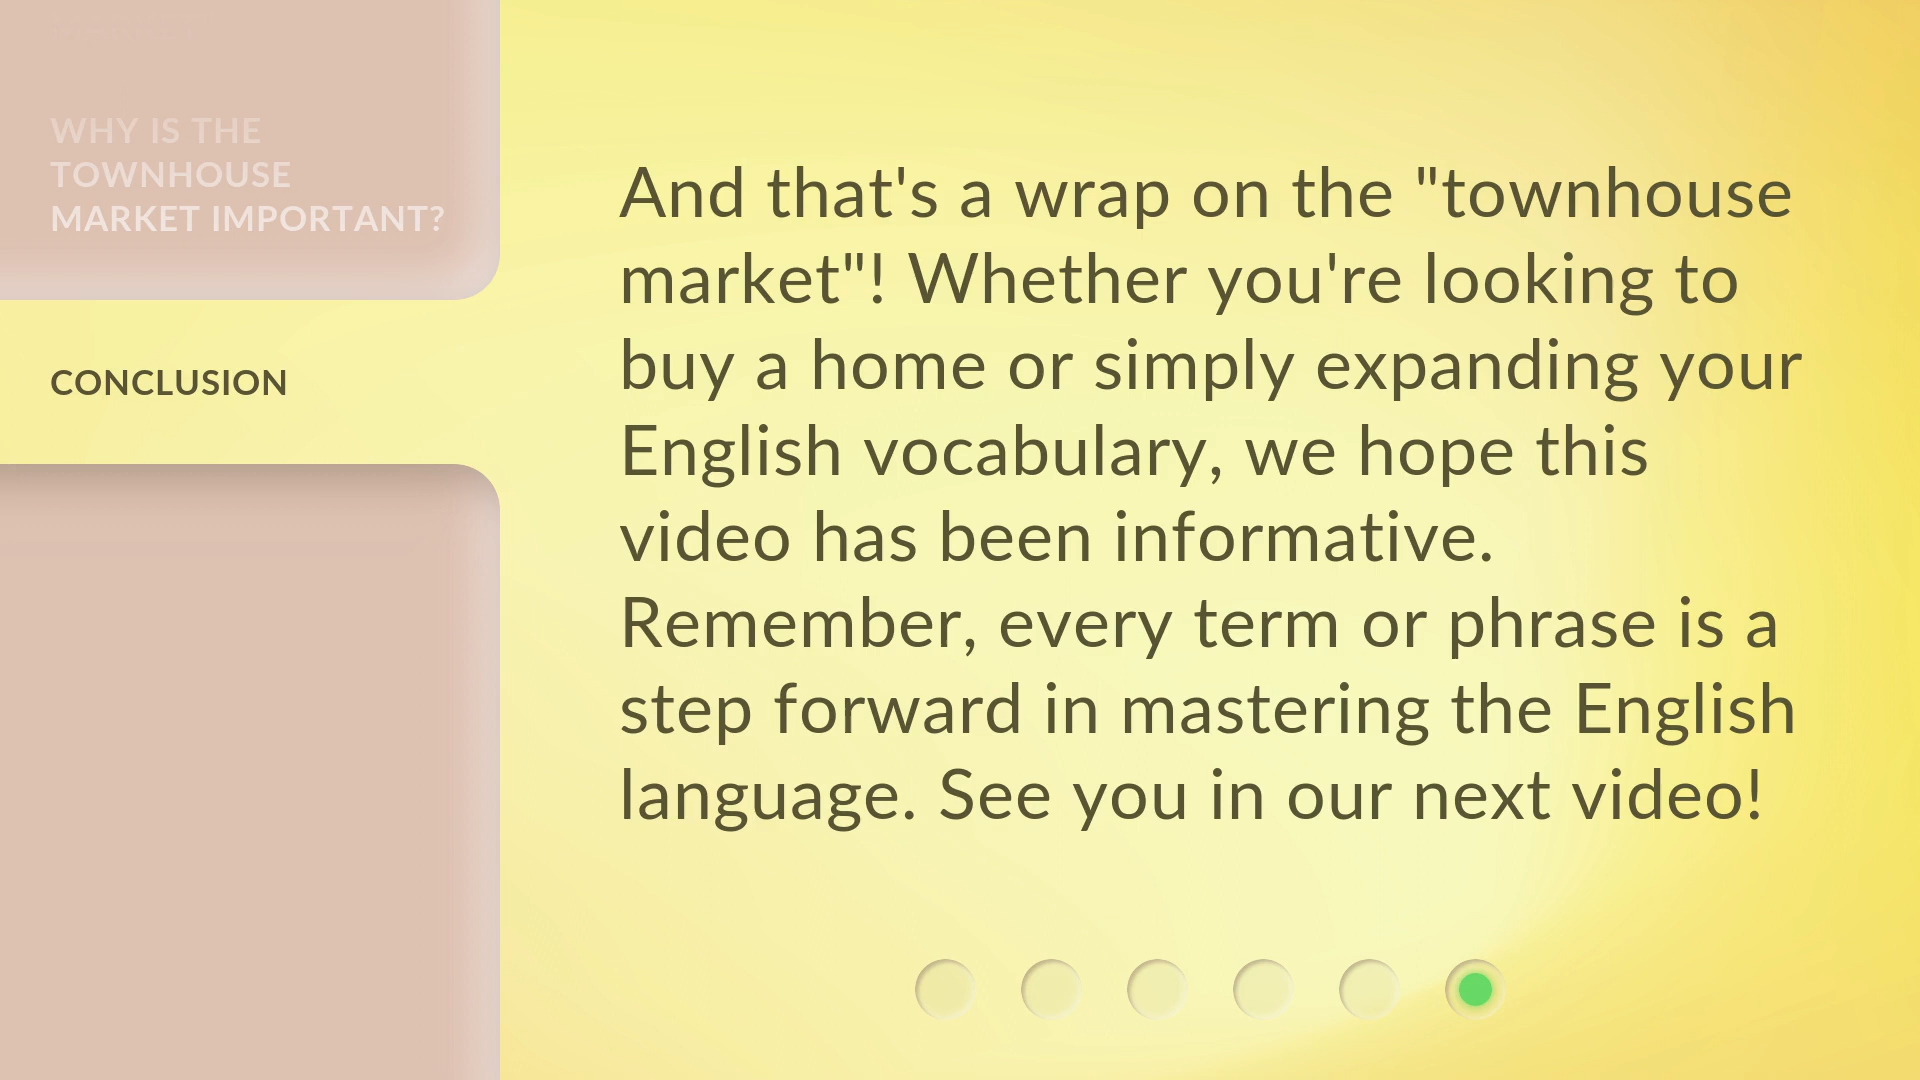 WHY IS THE
TOWNHOUSE
MARKET IMPORTANT?
CONCLUSION
And that's a wrap on the "townhouse
market"! Whether you're looking to
buy a home or simply expanding your
English vocabulary, we hope this
video has been informative.
Remember, every term or phrase is a
step forward in mastering the English
language. See you in our next video!